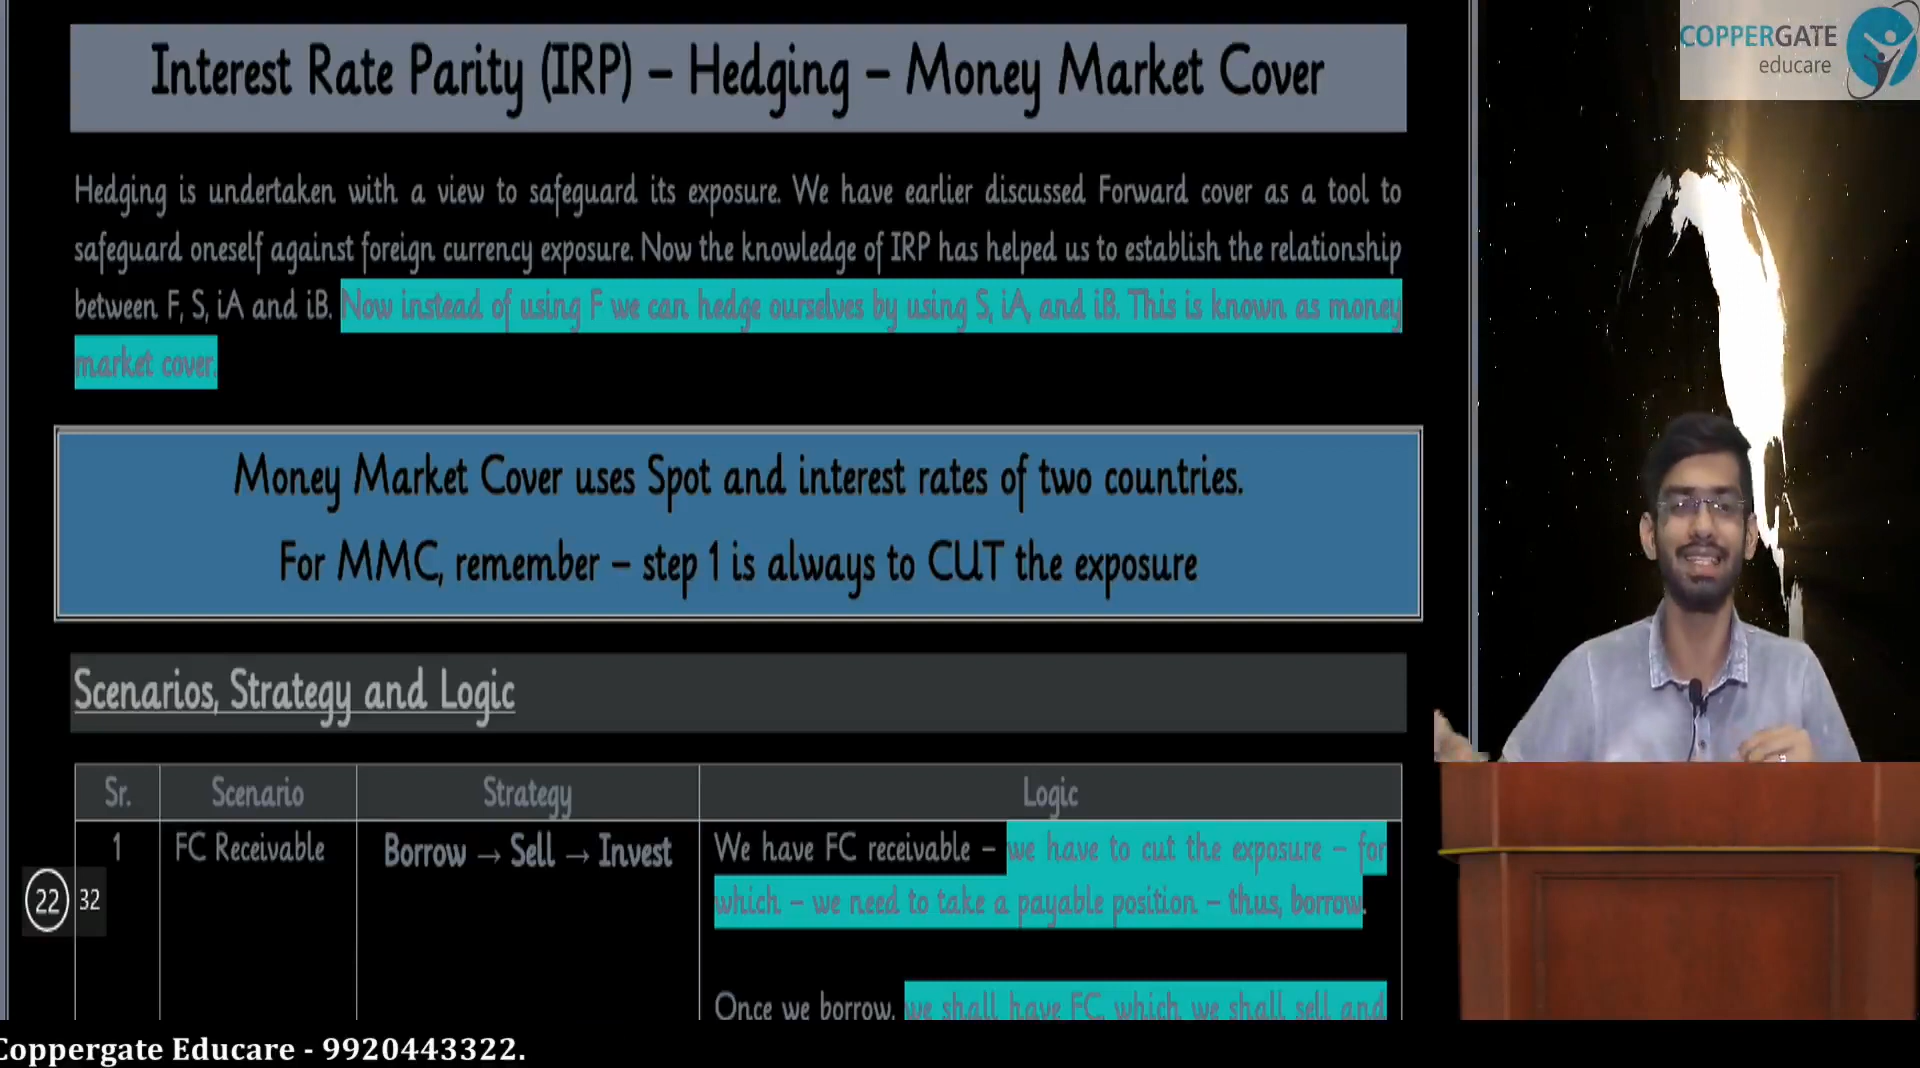 COPPERGATE
educare
Interest Rate Parity (IRP) – Hedging – Money Market Cover
Hedging is undertaken with a view to safeguard its exposure. We have earlier discussed Forward cover as a tool to
safeguard oneself against foreign currency exposure. Now the knowledge of IRP has helped us to establish the relationship
between F, S, iA and iB. Now instead of using F we can hedge ourselves by using S, iA, and iB. This is known as money
market cover.
Money Market Cover uses Spot and interest rates of two countries.
For MMC, remember – step 1 is always to CUT the exposure
Scenarios, Strategy and Logic
Sr. Scenario Strategy Logic
1 FC Receivable Borrow → Sell → Invest We have FC receivable – we have to cut the exposure – for
which – we need to take a payable position – thus, borrow.
22 32
Once we borrow, we shall have FC, which we shall sell and
Coppergate Educare - 9920443322.